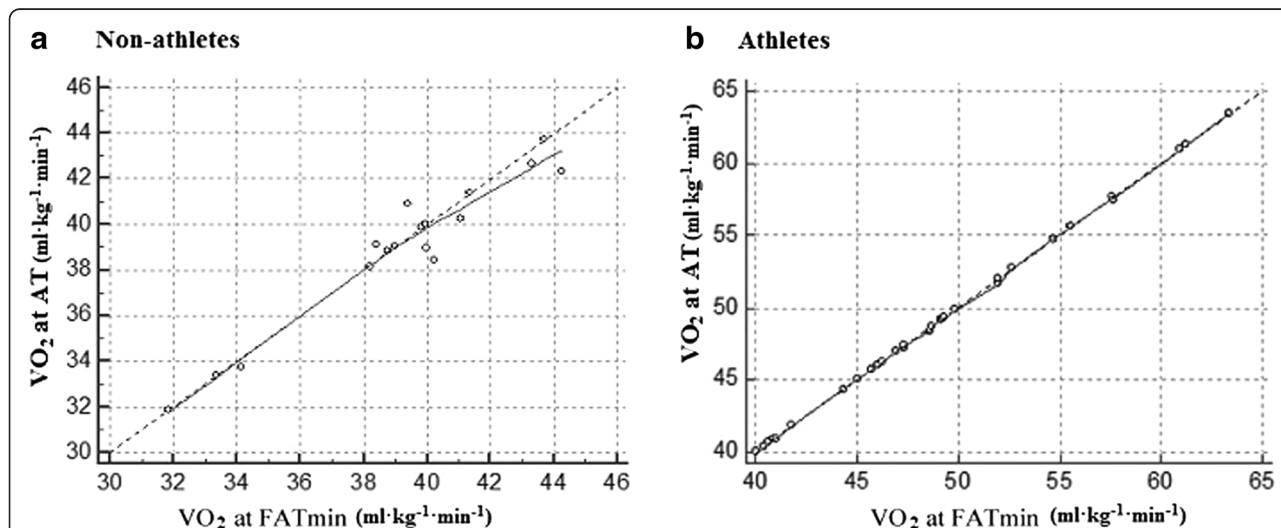 a Non-athletes
46
44
42
40
38
36
34
32
30
VO₂ at AT (ml·kg⁻¹·min⁻¹)
30 32 34 36 38 40 42 44 46
VO₂ at FATmin (ml·kg⁻¹·min⁻¹)
b Athletes
65
60
55
50
45
40
VO₂ at AT (ml·kg⁻¹·min⁻¹)
40 45 50 55 60 65
VO₂ at FATmin (ml·kg⁻¹·min⁻¹)